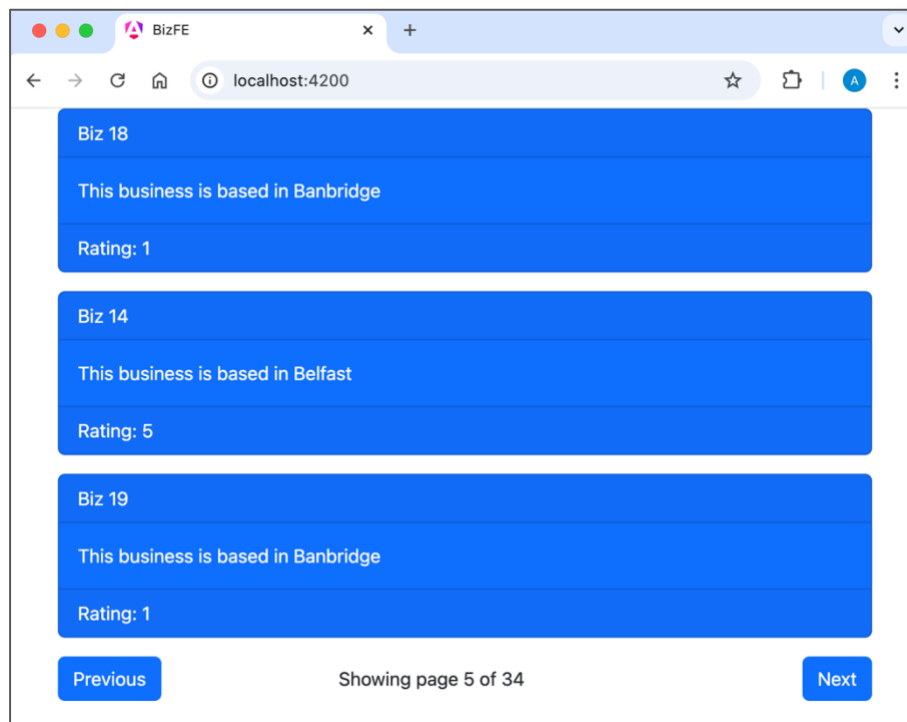 BizFE
localhost:4200
A
Biz 18
This business is based in Banbridge
Rating: 1
Biz 14
This business is based in Belfast
Rating: 5
Biz 19
This business is based in Banbridge
Rating: 1
Previous Showing page 5 of 34 Next